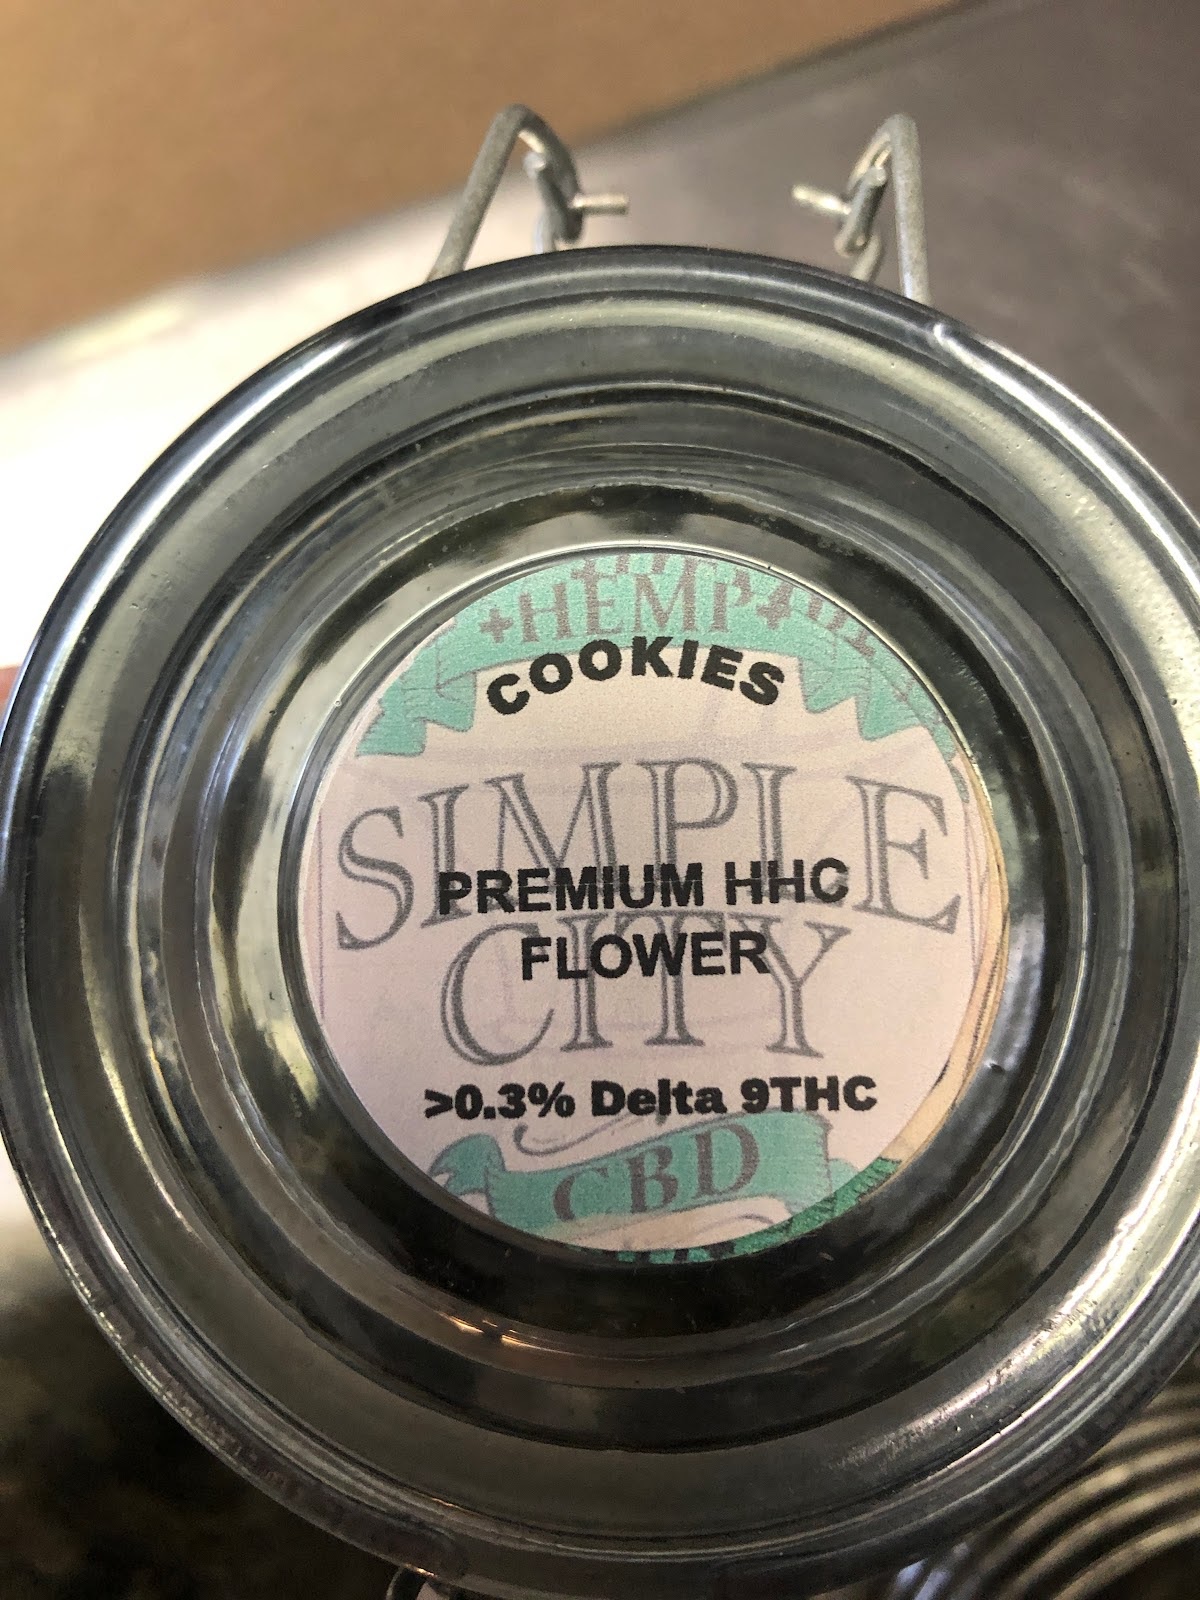 +HEMP+
COOKIES
SIMPLE
PREMIUM HHC
FLOWER
CITY
>0.3% Delta 9THC
CBD